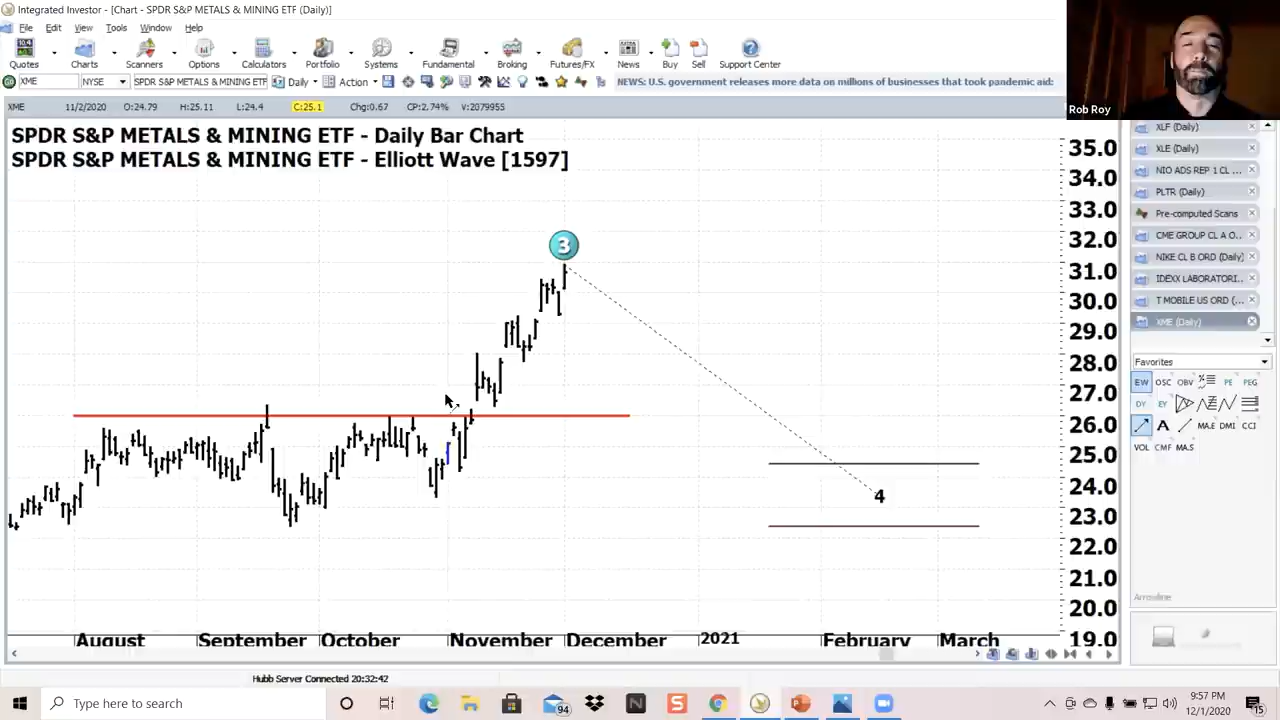 Integrated Investor - [Chart - SPDR S&P METALS & MINING ETF (Daily)]
File Edit View Tools Window Help
Quotes Charts Scanners Options Calculators Portfolio Systems Fundamental Broking Futures/FX News Buy Sell Support Center
XME NYSE SPDR S&P METALS & MINING ETF Daily Action NEWS: U.S. government releases more data on millions of businesses that took pandemic aid:
XME 11/2/2020 O:24.79 H:25.11 L:24.4 C:25.1 Chg:0.67 CP:2.74% V:2079955
Rob Roy
SPDR S&P METALS & MINING ETF - Daily Bar Chart
SPDR S&P METALS & MINING ETF - Elliott Wave [1597]
3
4
35.0
34.0
33.0
32.0
31.0
30.0
29.0
28.0
27.0
26.0
25.0
24.0
23.0
22.0
21.0
20.0
19.0
August September October November December 2021 February March
XLF (Daily)
XLE (Daily)
NIO ADS REP 1 CL ...
PLTR (Daily)
Pre-computed Scans
CME GROUP CL A O...
NIKE CL B ORD (Daily)
IDEXX LABORATORI...
T MOBILE US ORD (...
XME (Daily)
Favorites
EW OSC OBV PE PEG
DY EY
A MA.E DMI CCI
VOL CMF MA.S
Arrowline
Hubb Server Connected 20:32:42
Type here to search
94
N
S
9:57 PM
12/1/2020
15